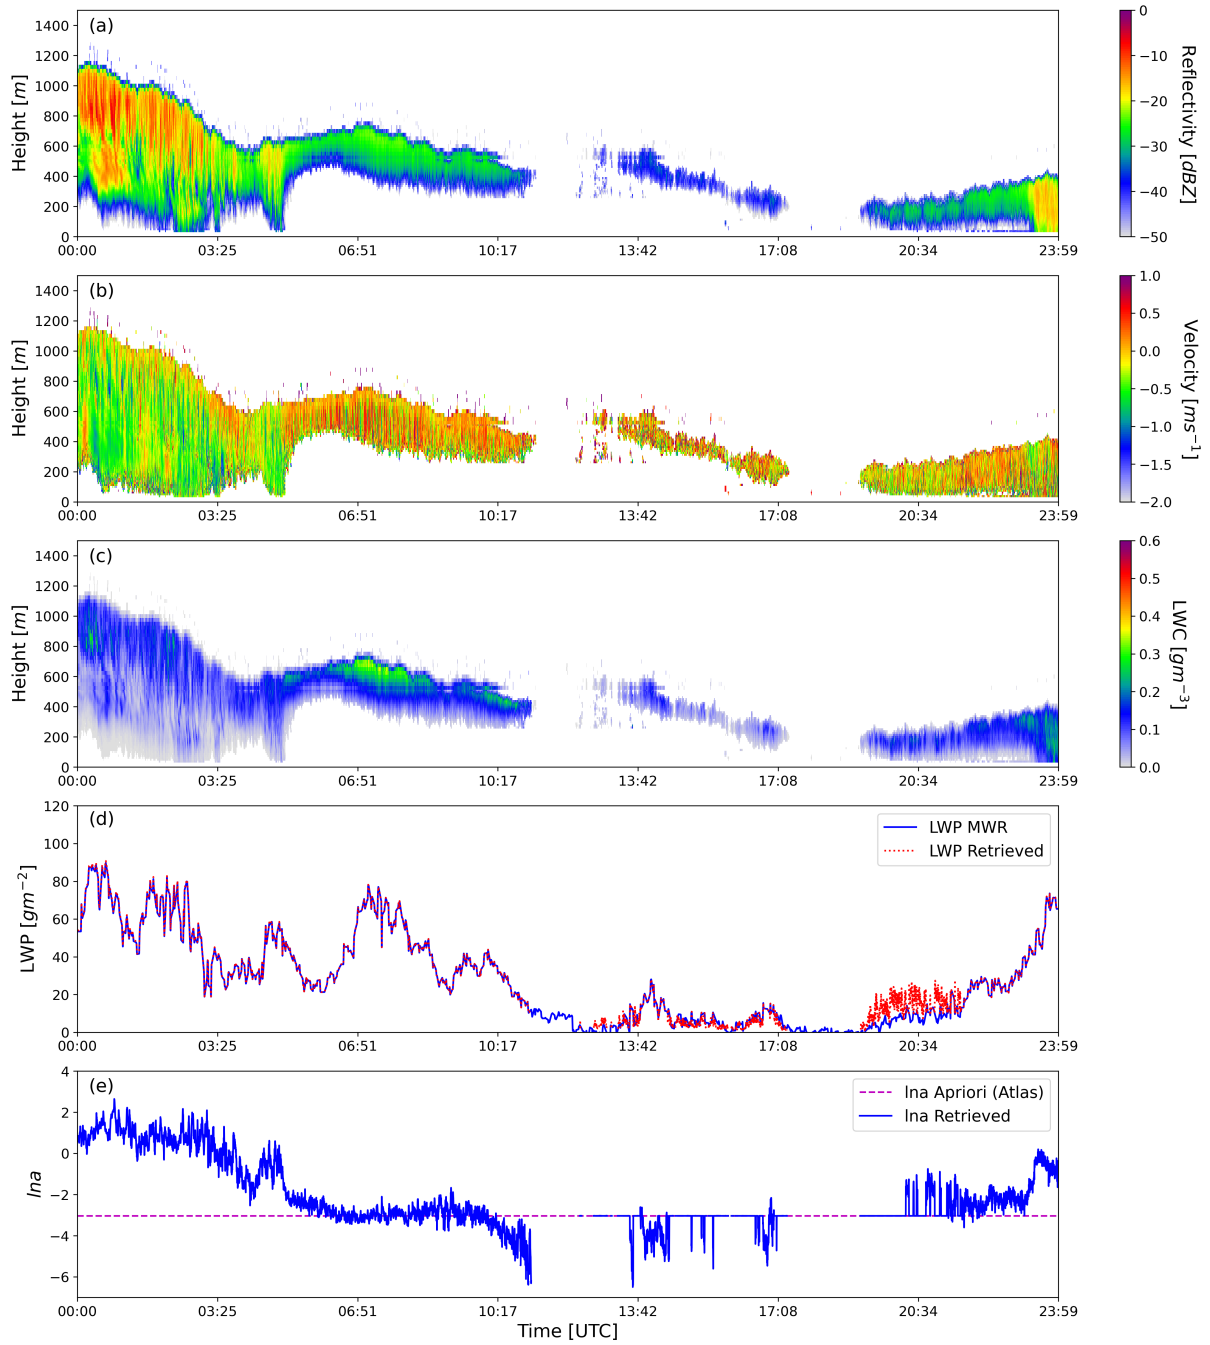 (a)
Height [m]
1400
1200
1000
800
600
400
200
0
00:00 03:25 06:51 10:17 13:42 17:08 20:34 23:59
0
−10
−20
−30
−40
−50
Reflectivity [dBZ]
(b)
Height [m]
1400
1200
1000
800
600
400
200
0
00:00 03:25 06:51 10:17 13:42 17:08 20:34 23:59
1.0
0.5
0.0
−0.5
−1.0
−1.5
−2.0
Velocity [ms⁻¹]
(c)
Height [m]
1400
1200
1000
800
600
400
200
0
00:00 03:25 06:51 10:17 13:42 17:08 20:34 23:59
0.6
0.5
0.4
0.3
0.2
0.1
0.0
LWC [gm⁻³]
(d)
LWP [gm⁻²]
120
100
80
60
40
20
0
LWP MWR
LWP Retrieved
00:00 03:25 06:51 10:17 13:42 17:08 20:34 23:59
(e)
lna
4
2
0
−2
−4
−6
lna Apriori (Atlas)
lna Retrieved
00:00 03:25 06:51 10:17 13:42 17:08 20:34 23:59
Time [UTC]